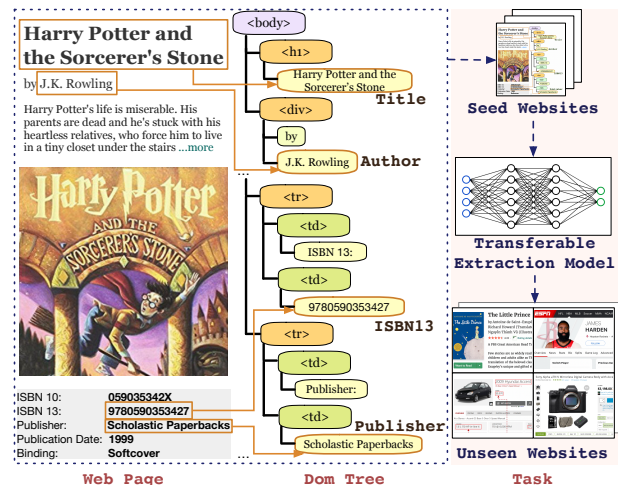 Harry Potter and
the Sorcerer's Stone
by J.K. Rowling
Harry Potter's life is miserable. His
parents are dead and he's stuck with his
heartless relatives, who force him to live
in a tiny closet under the stairs ...more
Harry Potter
AND THE
SORCERER'S STONE
ISBN 10: 059035342X
ISBN 13: 9780590353427
Publisher: Scholastic Paperbacks
Publication Date: 1999
Binding: Softcover
Web Page
<body>
<h1>
Harry Potter and the
Sorcerer's Stone
Title
<div>
by
J.K. Rowling
Author
...
<tr>
<td>
ISBN 13:
<td>
9780590353427
ISBN13
<tr>
<td>
Publisher:
<td>
Publisher
Scholastic Paperbacks
...
Dom Tree
Seed Websites
Transferable
Extraction Model
The Little Prince
ESPN
JAMES
HARDEN
Unseen Websites
Task